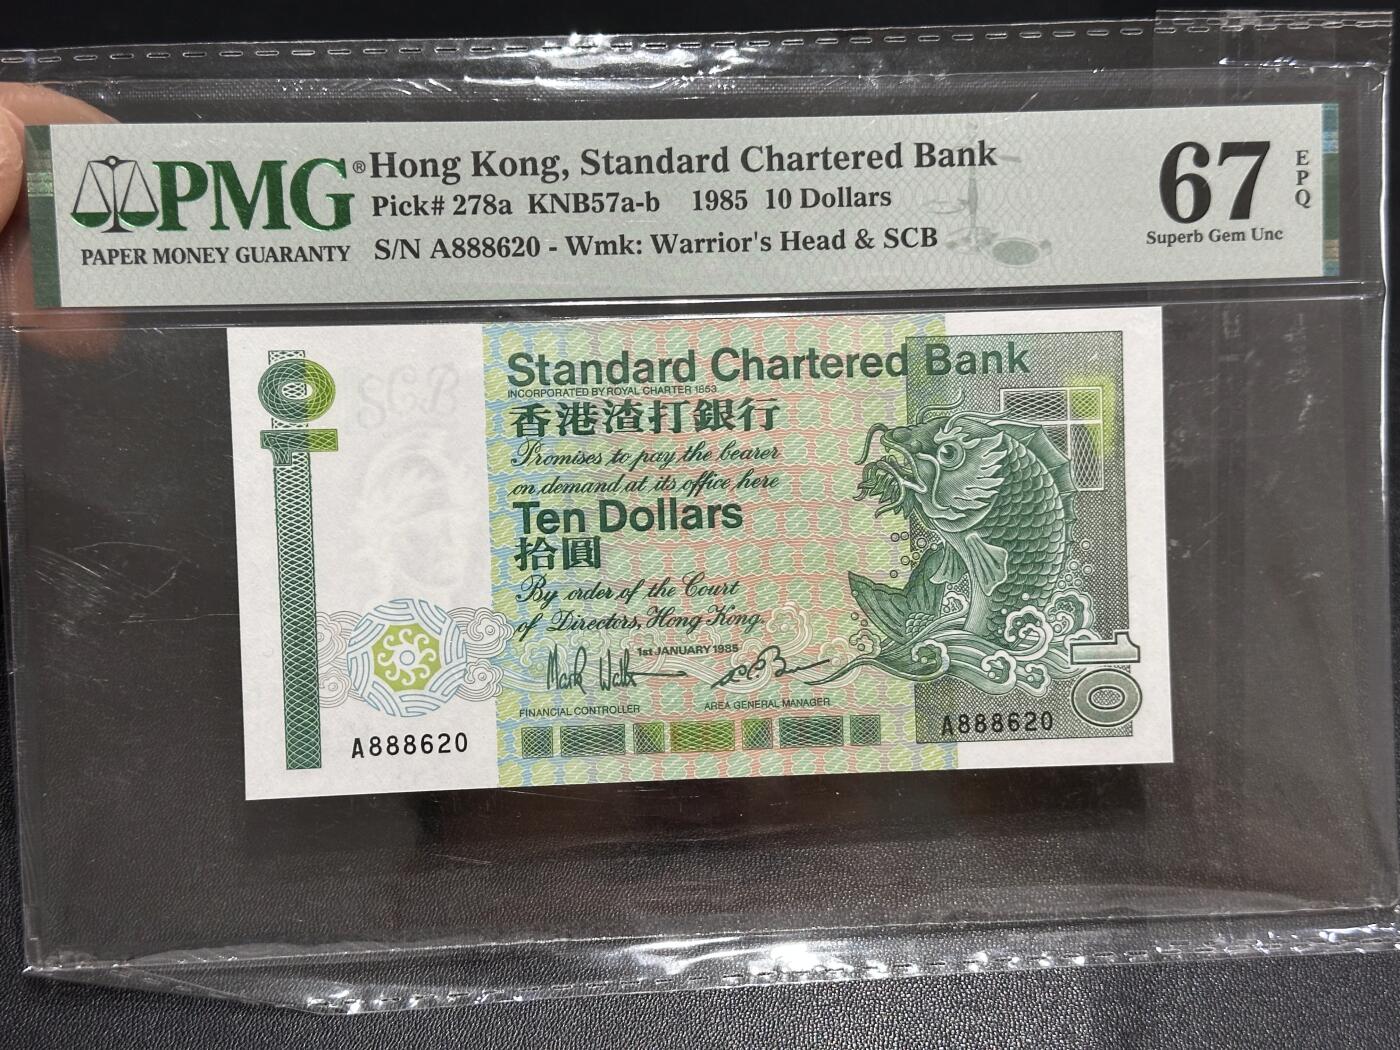 PMG®
PAPER MONEY GUARANTY
Hong Kong, Standard Chartered Bank
Pick# 278a KNB57a-b 1985 10 Dollars
S/N A888620 - Wmk: Warrior's Head & SCB
67
EPQ
Superb Gem Unc
10
SCB
Standard Chartered Bank
INCORPORATED BY ROYAL CHARTER 1853
香港渣打銀行
Promises to pay the bearer
on demand at its office here
Ten Dollars
拾圓
By order of the Court
of Directors, Hong Kong.
1st JANUARY 1985
FINANCIAL CONTROLLER
AREA GENERAL MANAGER
A888620
A888620
10